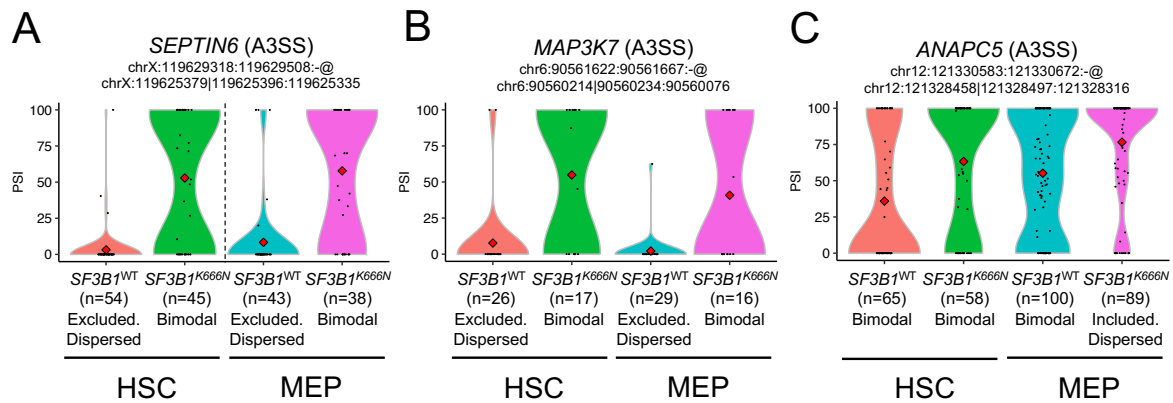 A
SEPTIN6 (A3SS)
chrX:119629318:119629508:-@
chrX:119625379|119625396:119625335
PSI
100
75
50
25
0
SF3B1WT
(n=54)
Excluded.
Dispersed
SF3B1K666N
(n=45)
Bimodal
SF3B1WT
(n=43)
Excluded.
Dispersed
SF3B1K666N
(n=38)
Bimodal
HSC
MEP
B
MAP3K7 (A3SS)
chr6:90561622:90561667:-@
chr6:90560214|90560234:90560076
PSI
100
75
50
25
0
SF3B1WT
(n=26)
Excluded.
Dispersed
SF3B1K666N
(n=17)
Bimodal
SF3B1WT
(n=29)
Excluded.
Dispersed
SF3B1K666N
(n=16)
Bimodal
HSC
MEP
C
ANAPC5 (A3SS)
chr12:121330583:121330672:-@
chr12:121328458|121328497:121328316
PSI
100
75
50
25
0
SF3B1WT
(n=65)
Bimodal
SF3B1K666N
(n=58)
Bimodal
SF3B1WT
(n=100)
Bimodal
SF3B1K666N
(n=89)
Included.
Dispersed
HSC
MEP